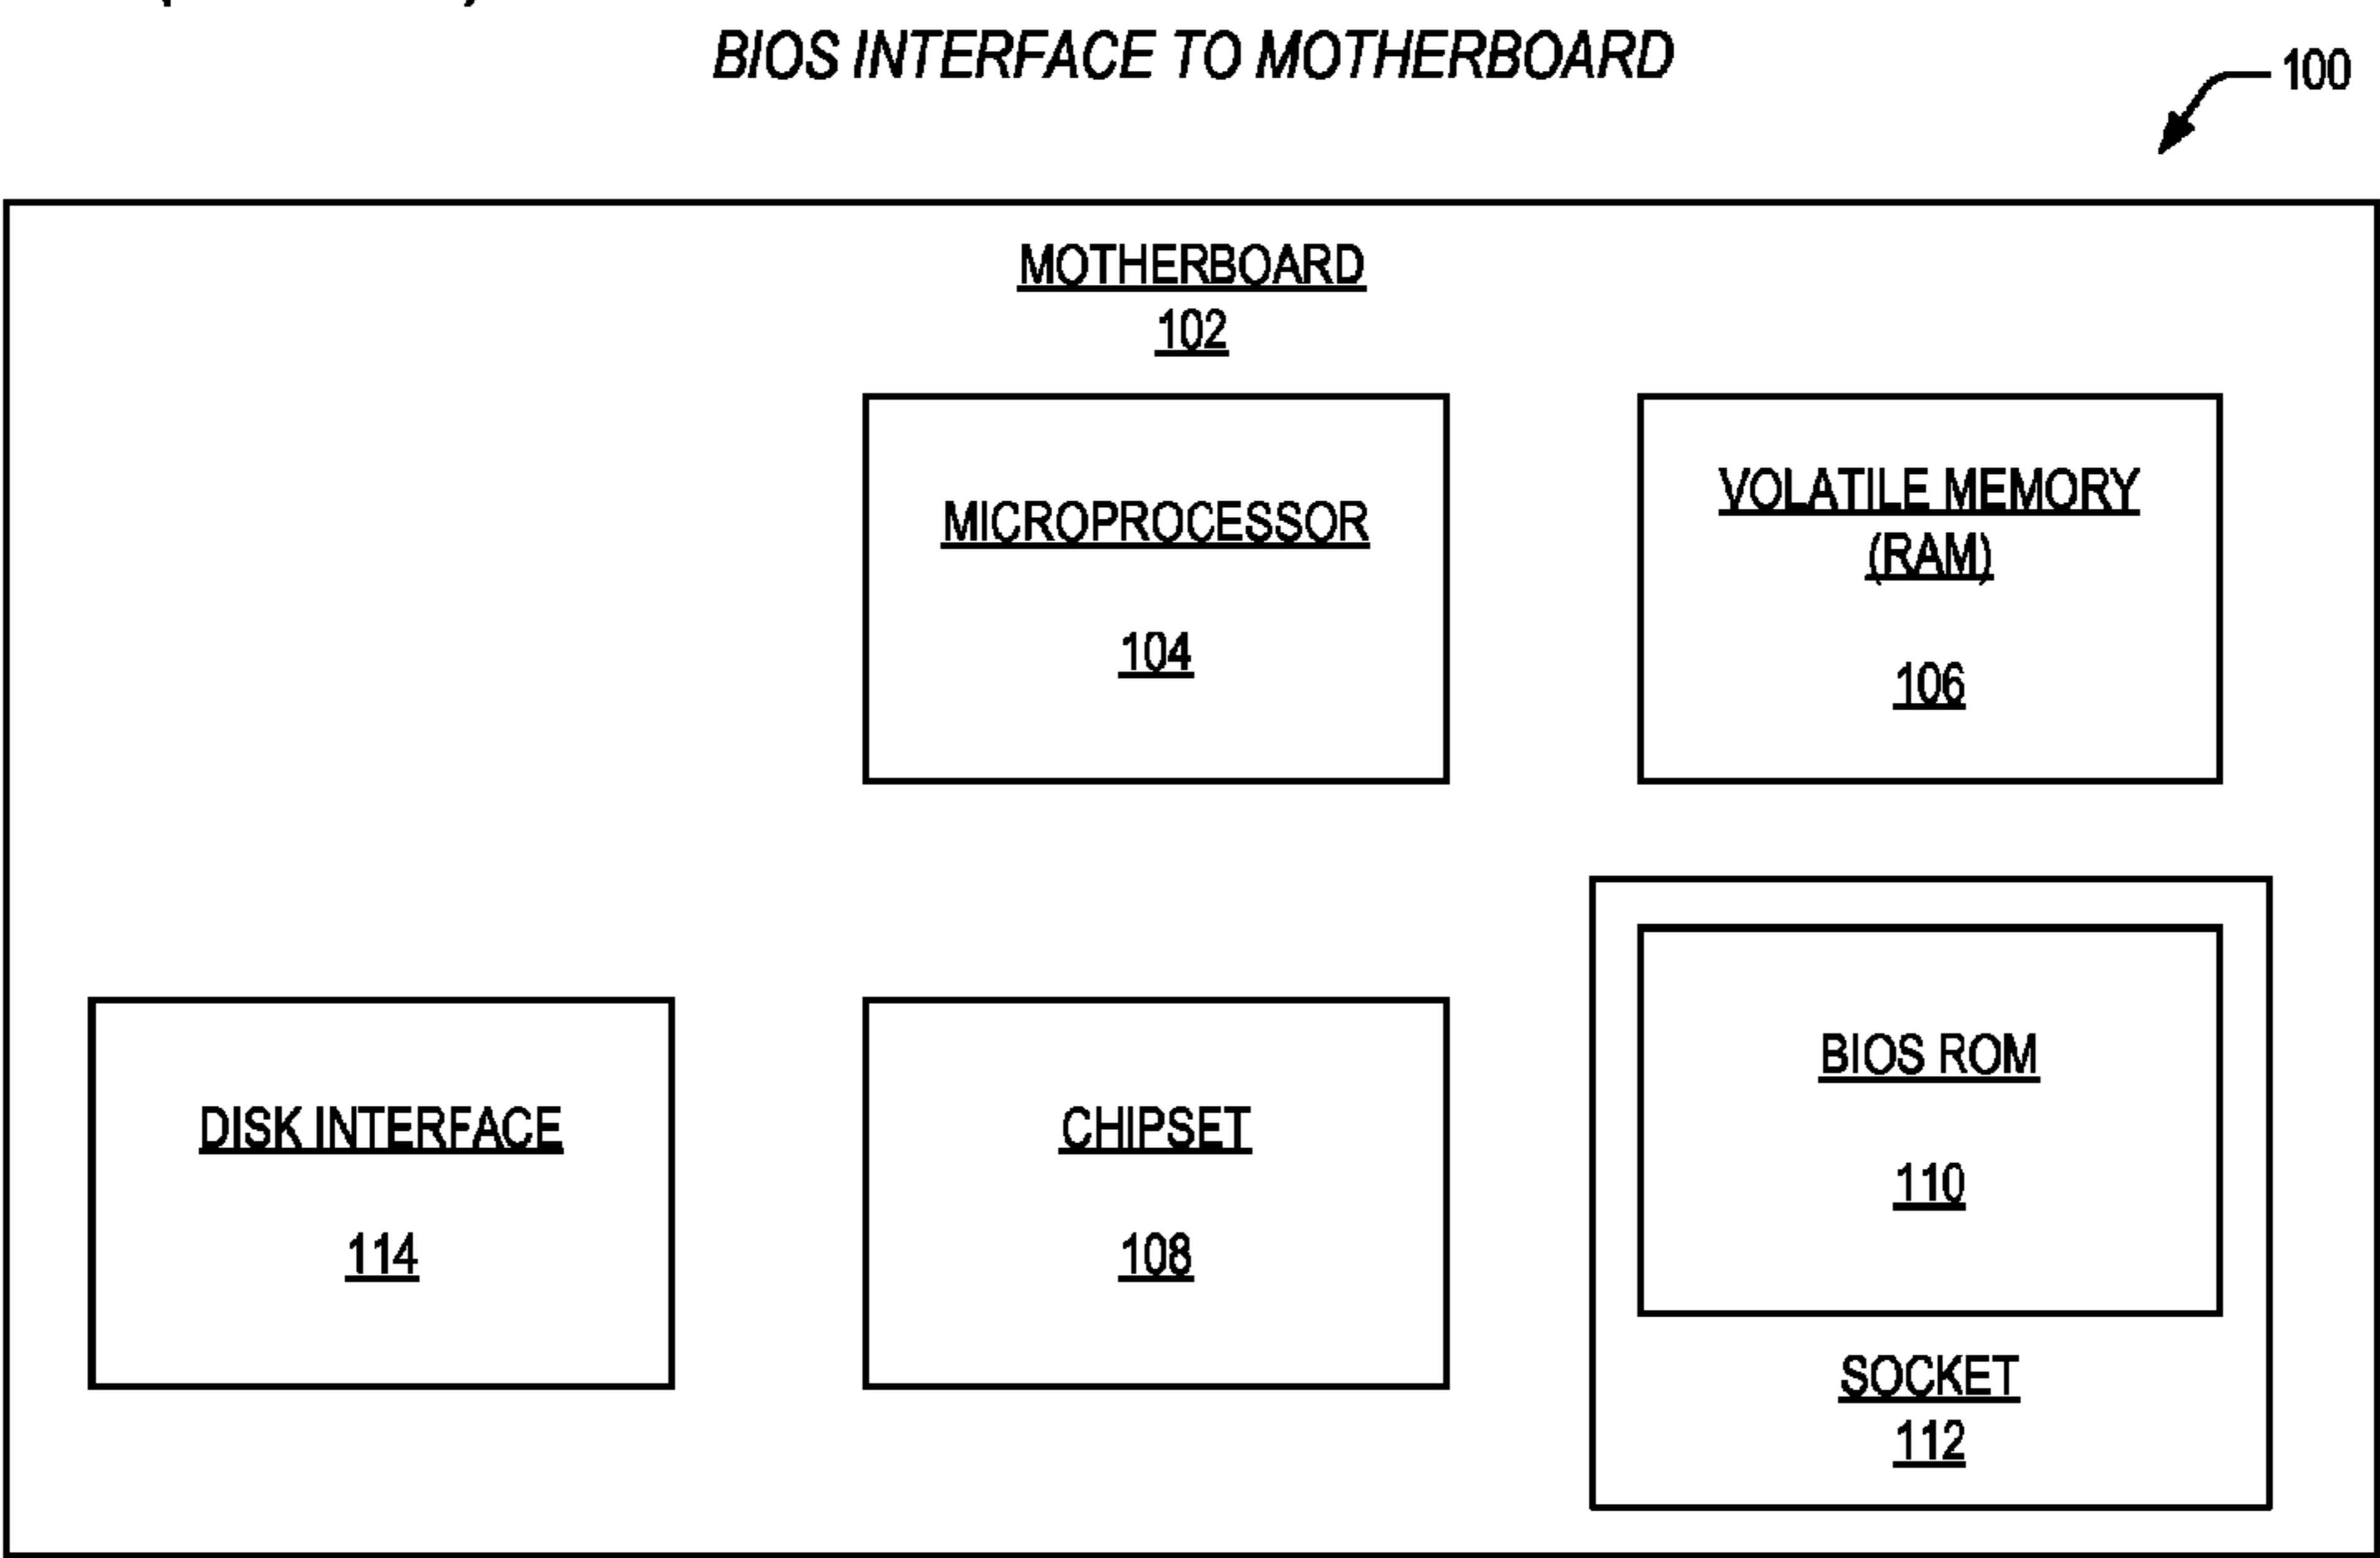 BIOS INTERFACE TO MOTHERBOARD
100
MOTHERBOARD
102
MICROPROCESSOR
104
VOLATILE MEMORY
(RAM)
106
DISK INTERFACE
114
CHIPSET
108
BIOS ROM
110
SOCKET
112